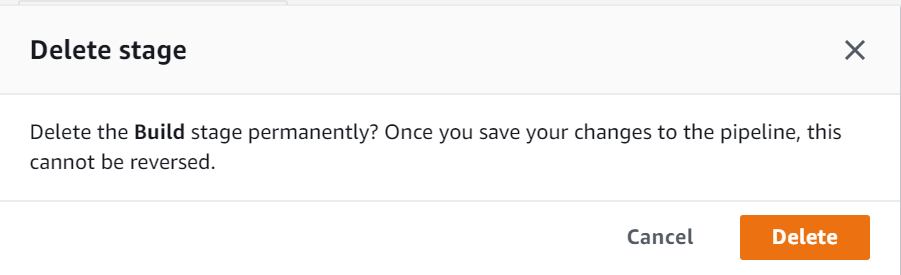 Delete stage
Delete the Build stage permanently? Once you save your changes to the pipeline, this
cannot be reversed.
Cancel
Delete